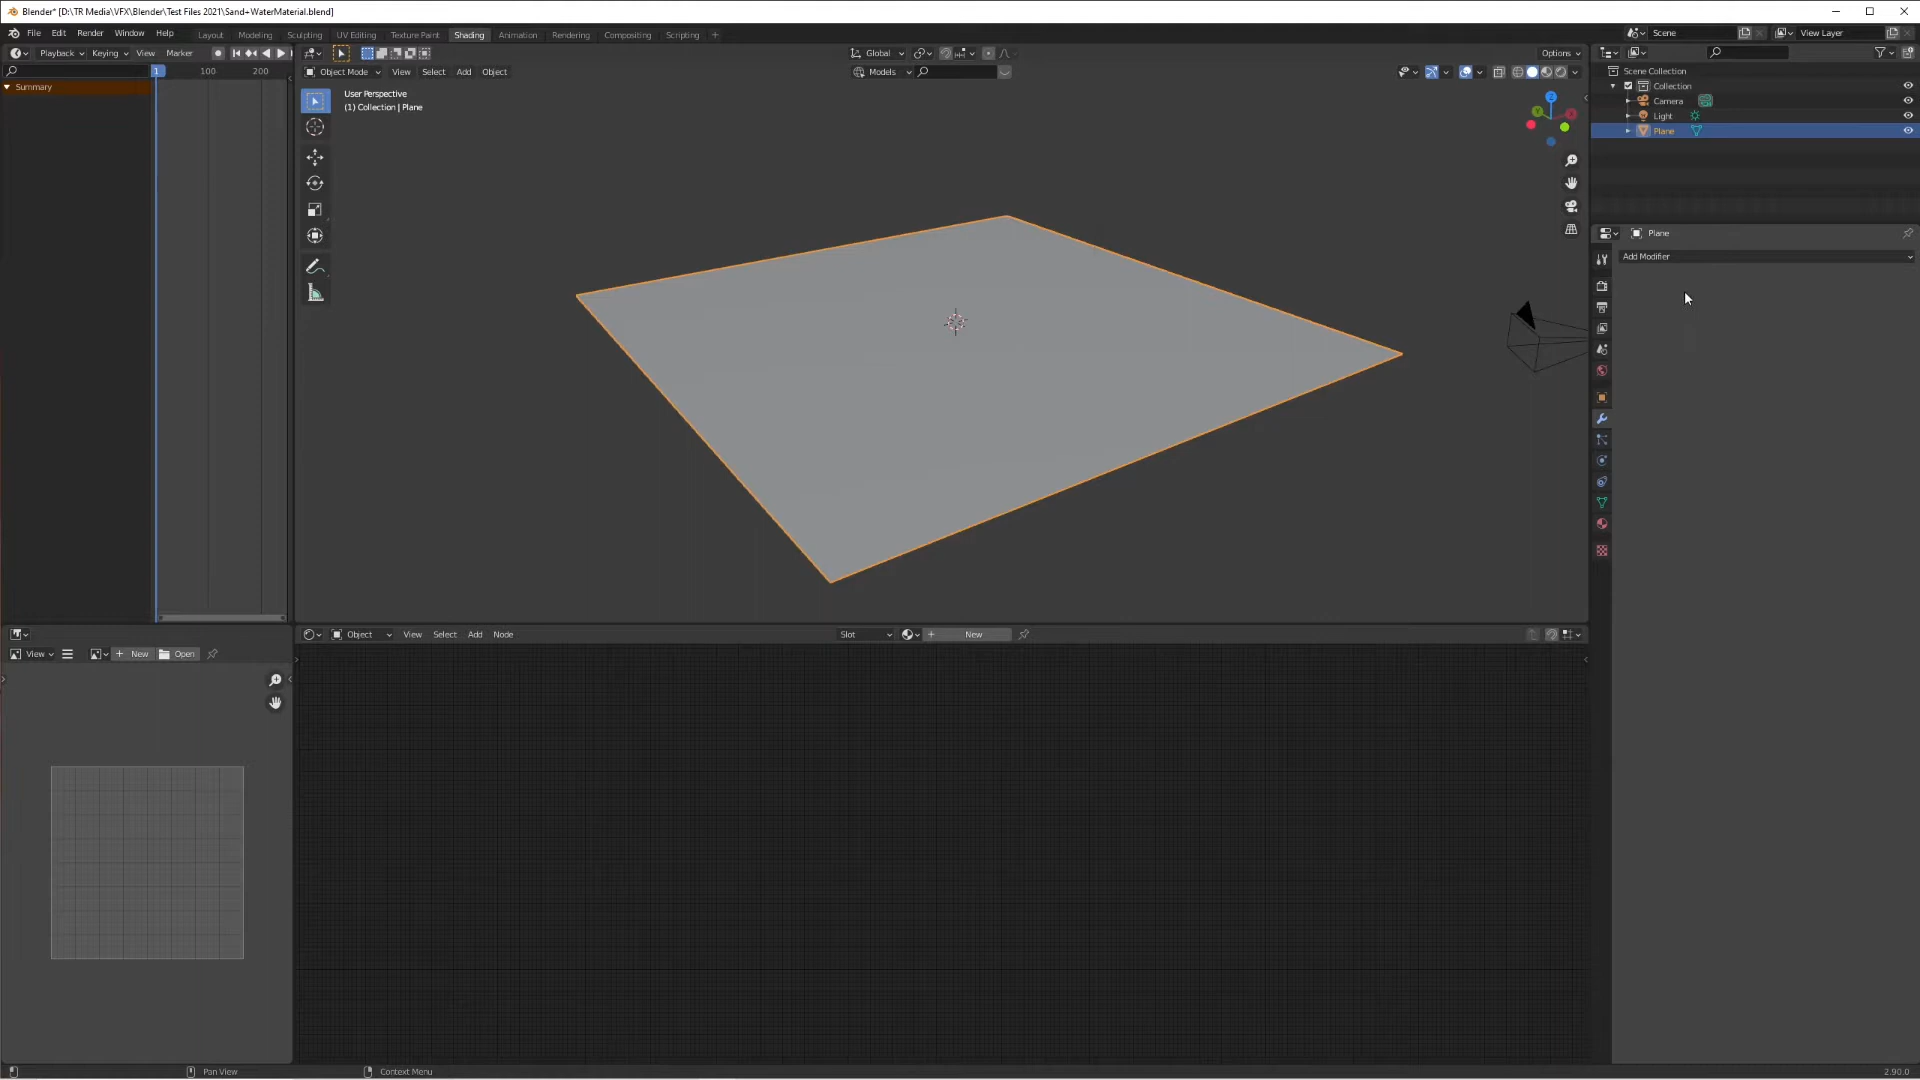 Blender* [D:\TR Media\VFX\Blender\Test Files 2021\Sand+WaterMaterial.blend]
File Edit Render Window Help Layout Modeling Sculpting UV Editing Texture Paint Shading Animation Rendering Compositing Scripting + Scene View Layer
Playback Keying View Marker Global Options
1 100 200 Object Mode View Select Add Object Models Scene Collection
Summary
Collection
User Perspective
(1) Collection | Plane
Camera
Light
Plane
Plane
Add Modifier
Object View Select Add Node Slot New
View New Open
Pan View Context Menu 2.90.0